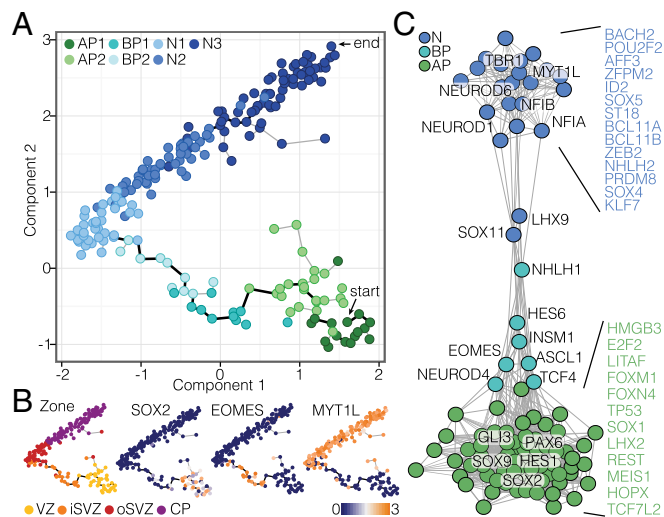 A
AP1 BP1 N1 N3
AP2 BP2 N2
end
start
3
2
1
0
-1
Component 2
-2 -1 0 1 2
Component 1
B
Zone SOX2 EOMES MYT1L
VZ iSVZ oSVZ CP
0 3
C
N
BP
AP
TBR1
MYT1L
NEUROD6
NFIB
NFIA
NEUROD1
LHX9
SOX11
NHLH1
HES6
INSM1
EOMES
ASCL1
NEUROD4
TCF4
GLI3
PAX6
SOX9
HES1
SOX2
BACH2
POU2F2
AFF3
ZFPM2
ID2
SOX5
ST18
BCL11A
BCL11B
ZEB2
NHLH2
PRDM8
SOX4
KLF7
HMGB3
E2F2
LITAF
FOXM1
FOXN4
TP53
SOX1
LHX2
REST
MEIS1
HOPX
TCF7L2